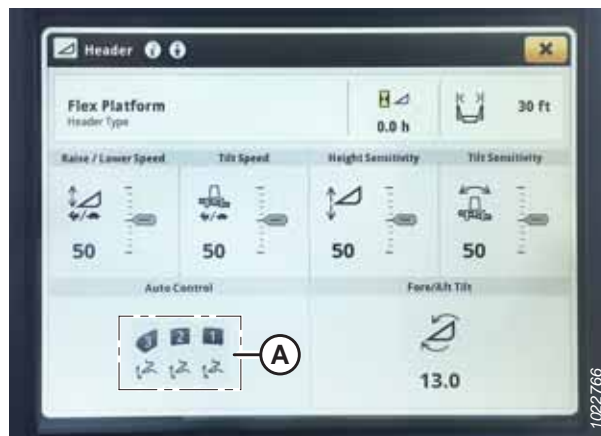 Header
Flex Platform
Header Type
0.0 h
30 ft
Raise / Lower Speed
Tilt Speed
Height Sensitivity
Tilt Sensitivity
50
50
50
50
Auto Control
Fore/Aft Tilt
3 2 1
A
13.0
1022766